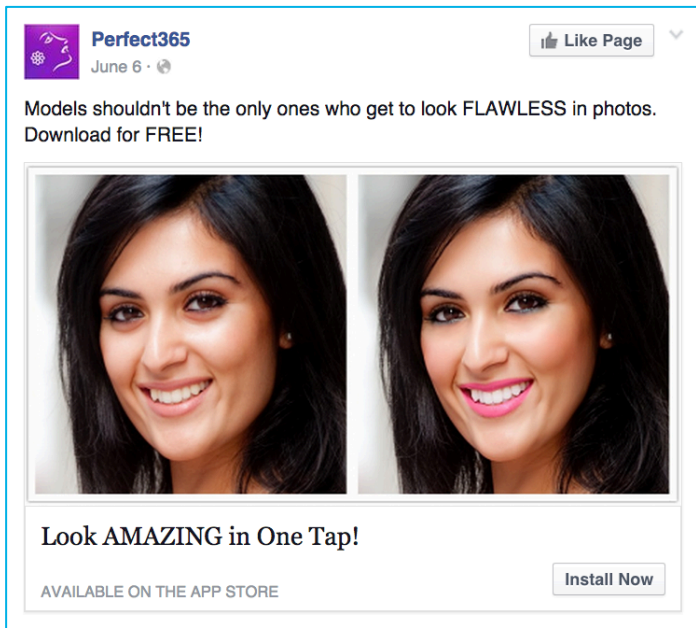 Perfect365
June 6 ·
Like Page
Models shouldn't be the only ones who get to look FLAWLESS in photos.
Download for FREE!
Look AMAZING in One Tap!
AVAILABLE ON THE APP STORE
Install Now